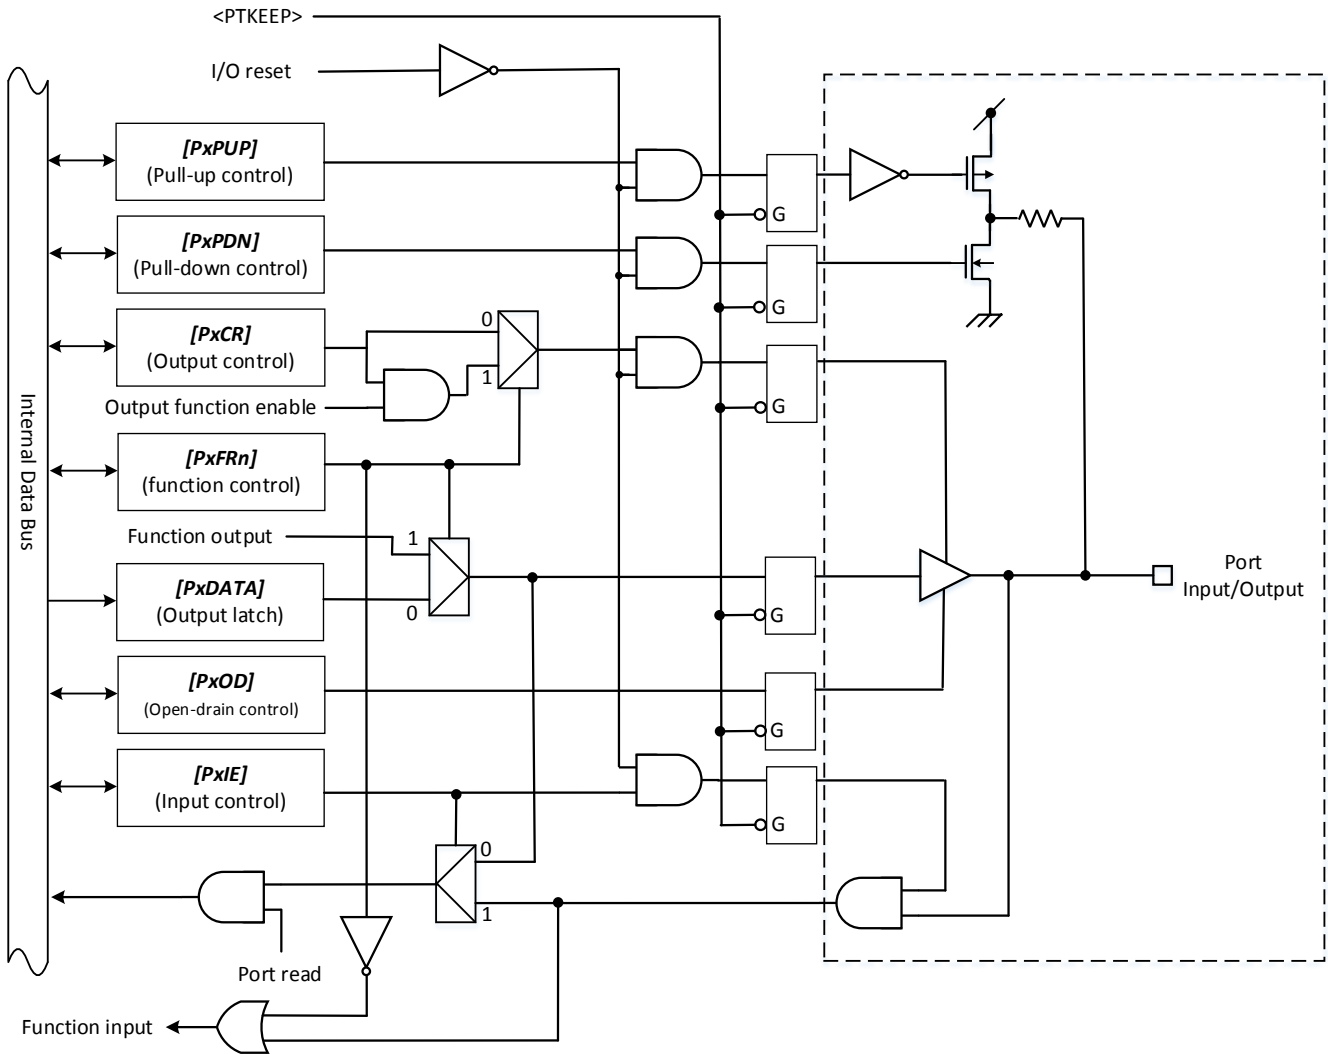 <PTKEEP>
I/O reset
[PxPUP]
(Pull-up control)
G
[PxPDN]
(Pull-down control)
G
[PxCR]
(Output control)
0
1
G
Output function enable
Internal Data Bus
[PxFRn]
(function control)
Function output
1
[PxDATA]
(Output latch)
0
G
Port
Input/Output
[PxOD]
(Open-drain control)
G
[PxIE]
(Input control)
G
0
1
Port read
Function input